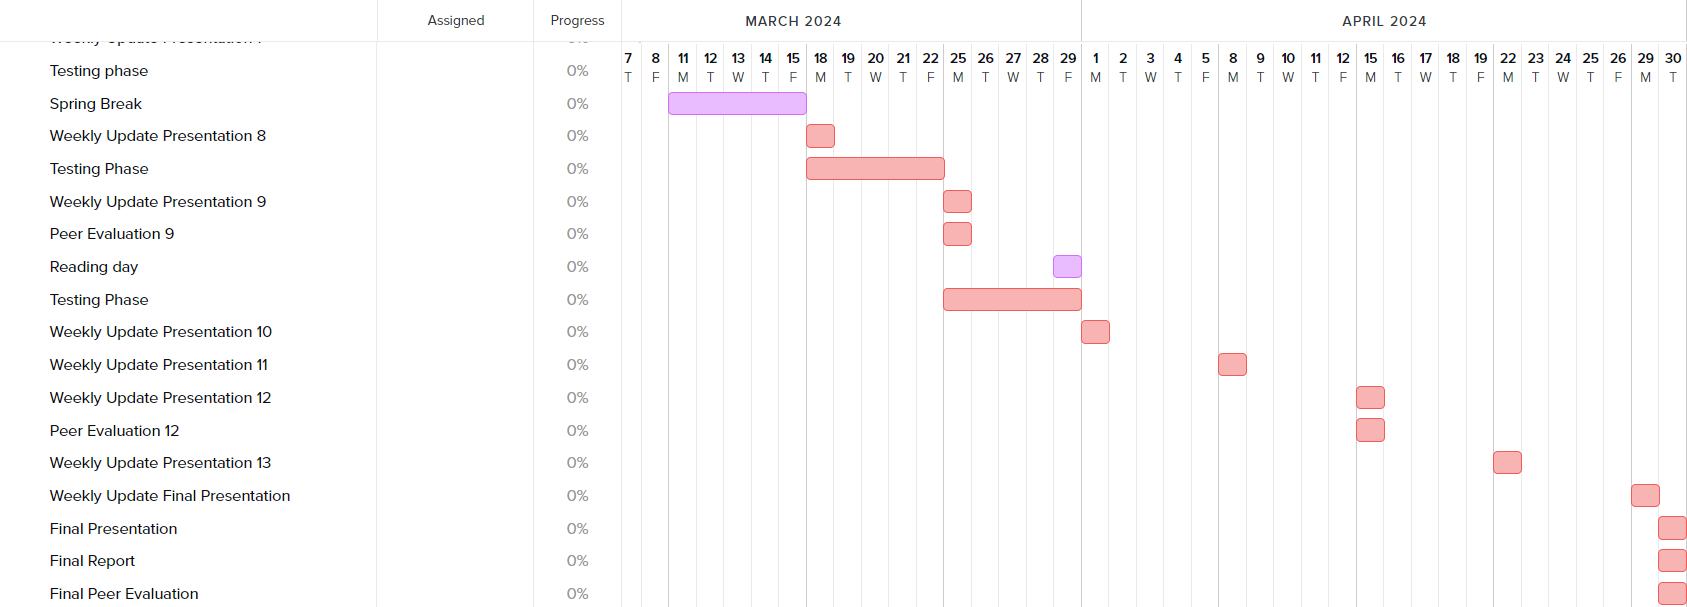 Assigned Progress MARCH 2024 APRIL 2024
7 8 11 12 13 14 15 18 19 20 21 22 25 26 27 28 29 1 2 3 4 5 8 9 10 11 12 15 16 17 18 19 22 23 24 25 26 29 30
Testing phase 0%
T F M T W T F M T W T F M T W T F M T W T F M T W T F M T W T F M T W T F M T
Spring Break 0%
Weekly Update Presentation 8 0%
Testing Phase 0%
Weekly Update Presentation 9 0%
Peer Evaluation 9 0%
Reading day 0%
Testing Phase 0%
Weekly Update Presentation 10 0%
Weekly Update Presentation 11 0%
Weekly Update Presentation 12 0%
Peer Evaluation 12 0%
Weekly Update Presentation 13 0%
Weekly Update Final Presentation 0%
Final Presentation 0%
Final Report 0%
Final Peer Evaluation 0%